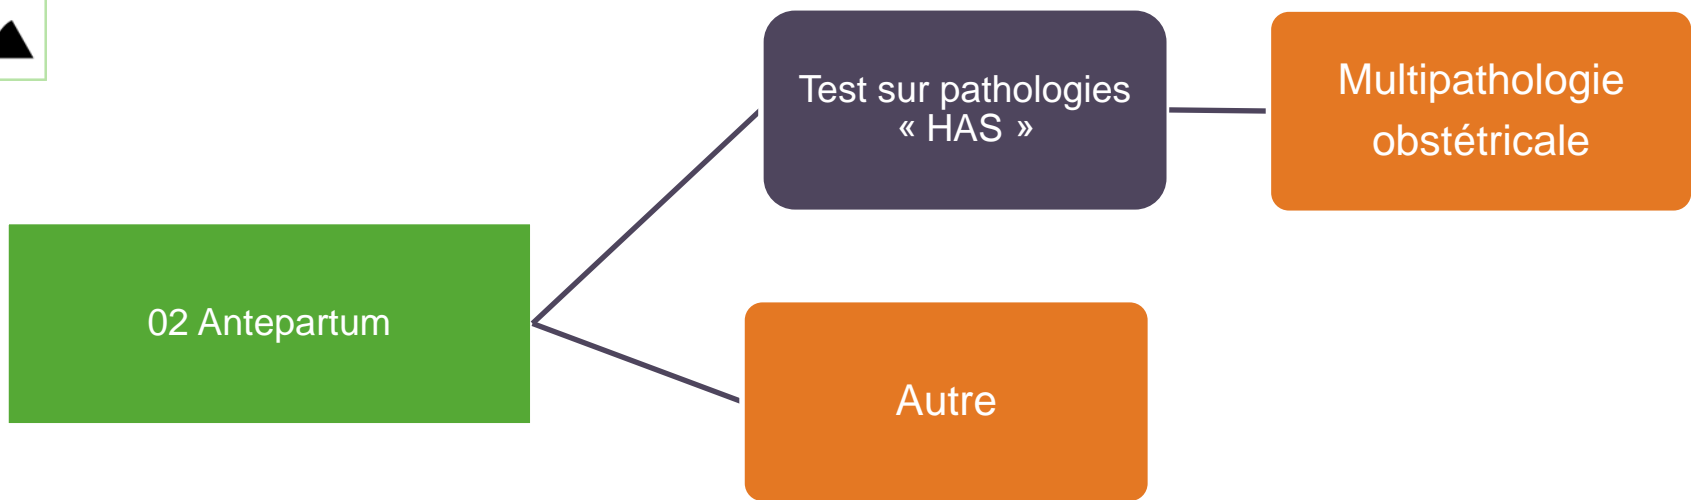 Test sur pathologies
« HAS »
Multipathologie
obstétricale
02 Antepartum
Autre